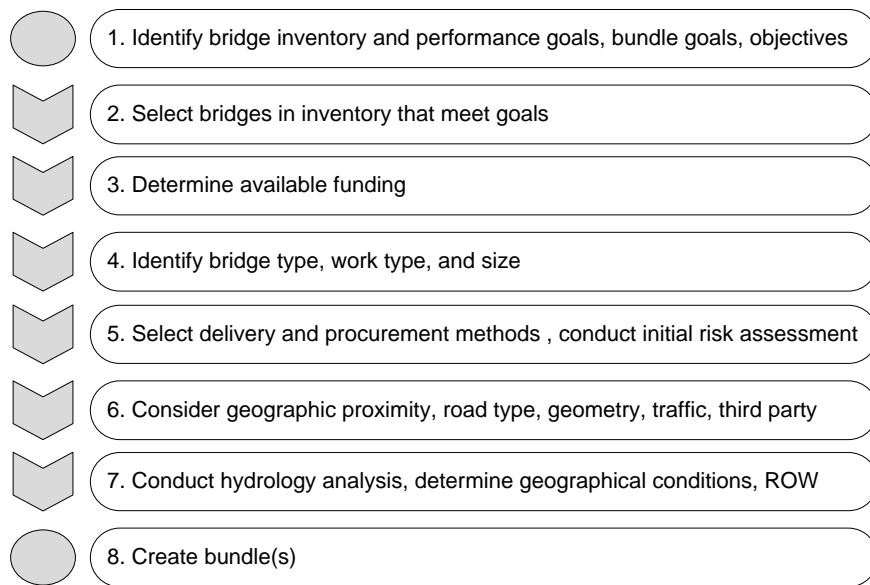 1. Identify bridge inventory and performance goals, bundle goals, objectives
2. Select bridges in inventory that meet goals
3. Determine available funding
4. Identify bridge type, work type, and size
5. Select delivery and procurement methods , conduct initial risk assessment
6. Consider geographic proximity, road type, geometry, traffic, third party
7. Conduct hydrology analysis, determine geographical conditions, ROW
8. Create bundle(s)